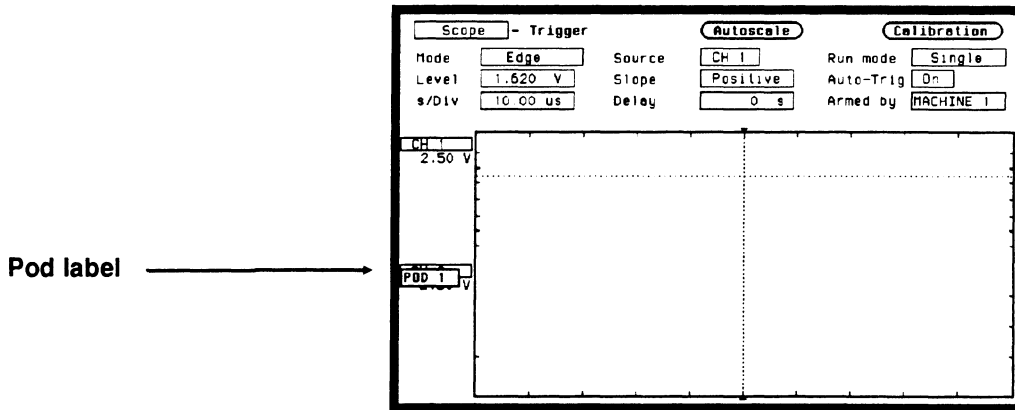 Scope - Trigger Autoscale Calibration
Mode Edge Source CH 1 Run mode Single
Level 1.620 V Slope Positive Auto-Trig On
s/Div 10.00 us Delay 0 s Armed by MACHINE 1
CH 1
2.50 V
Pod label
POD 1
V